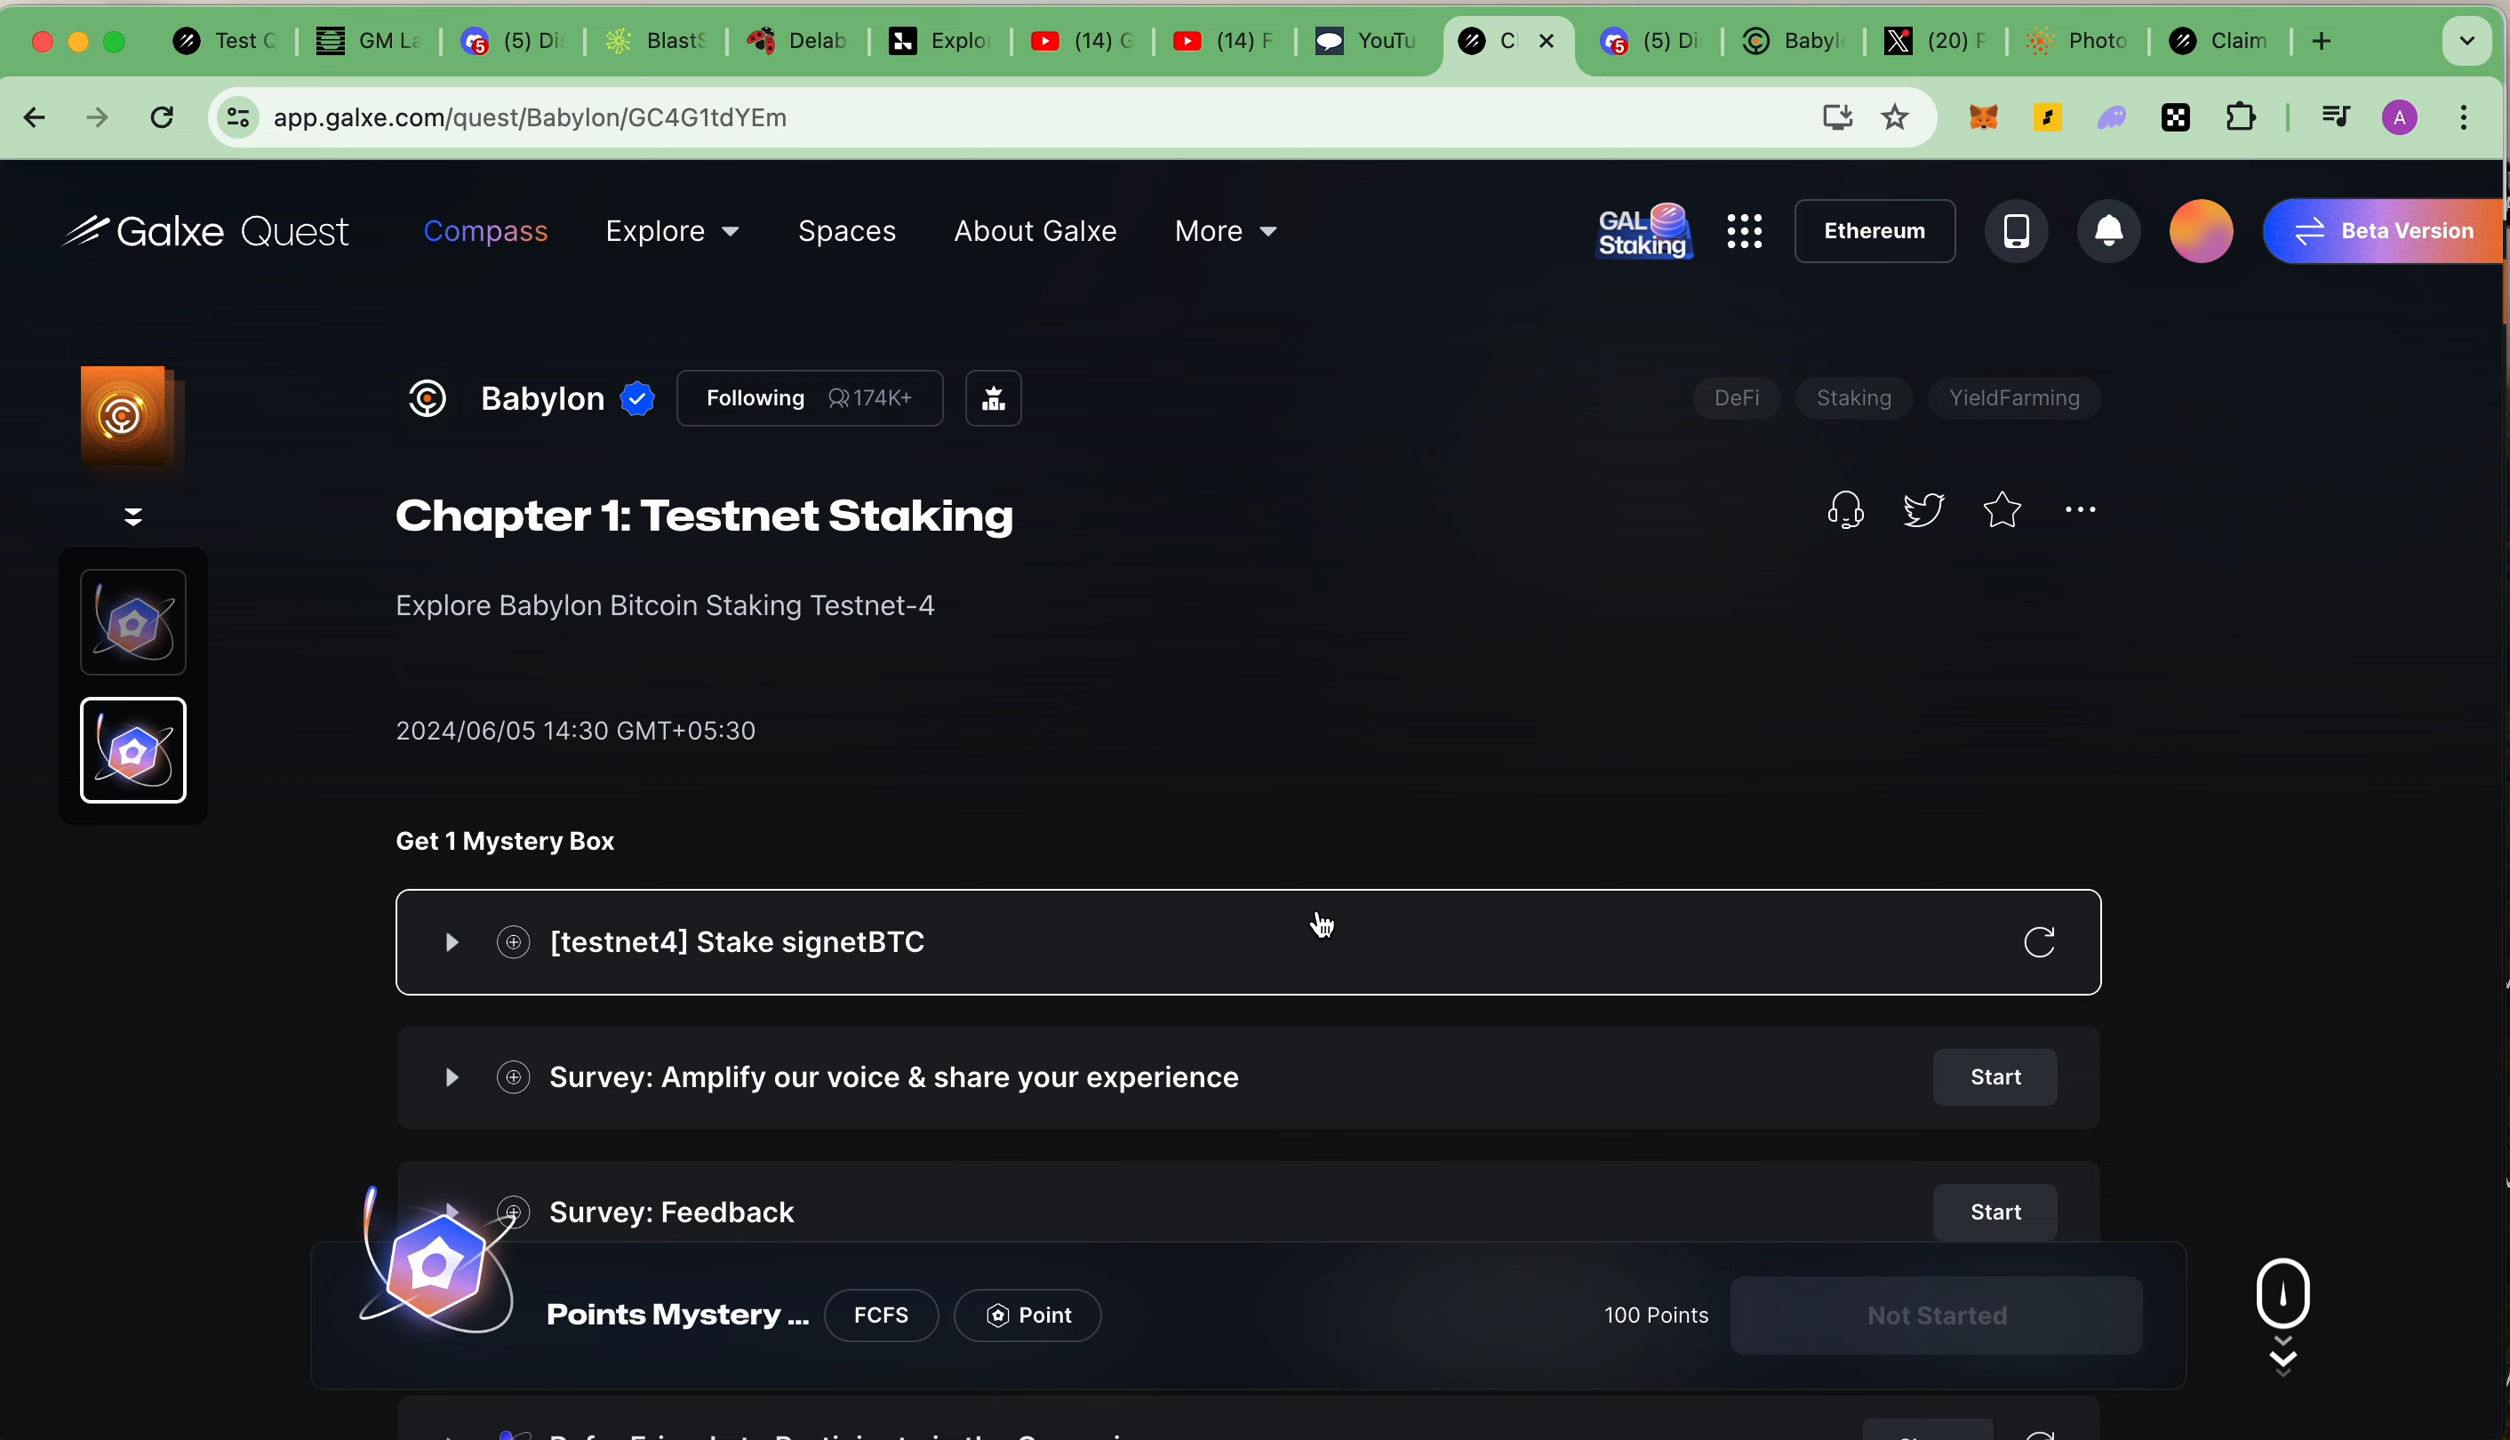 Test
GM
5 (5)
Blast
Delab
Explo
(14)
(14)
YouTu
5 (5)
Baby
(20)
Photo
Claim
app.galxe.com/quest/Babylon/GC4G1tdYEm
A
Galxe Quest
Compass
Explore
Spaces
About Galxe
More
GAL
Staking
Ethereum
Beta Version
Babylon
Following 174K+
DeFi
Staking
YieldFarming
Chapter 1: Testnet Staking
Explore Babylon Bitcoin Staking Testnet-4
2024/06/05 14:30 GMT+05:30
Get 1 Mystery Box
[testnet4] Stake signetBTC
Survey: Amplify our voice & share your experience
Start
Survey: Feedback
Start
Points Mystery ...
FCFS
Point
100 Points
Not Started